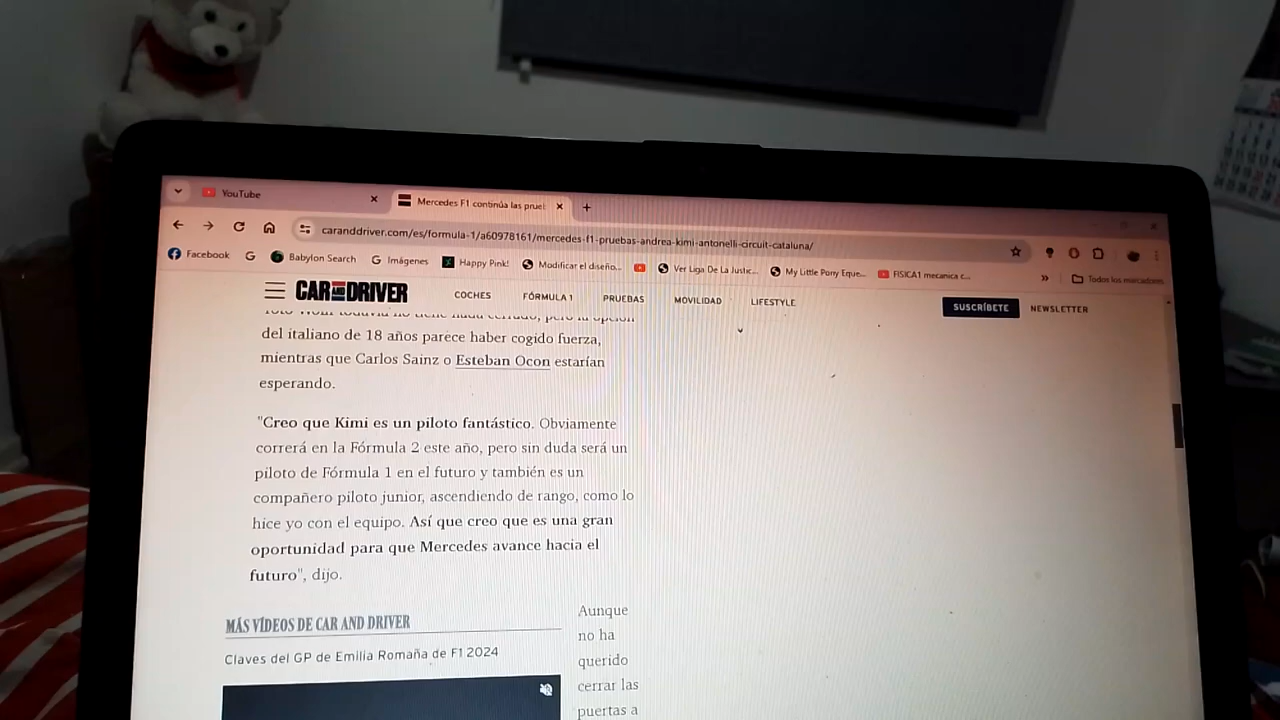 YouTube
Mercedes F1 continúa las prueb
caranddriver.com/es/formula-1/a60978161/mercedes-f1-pruebas-andrea-kimi-antonelli-circuit-cataluna/
Facebook
Babylon Search
Imágenes
Happy Pink!
Modificar el diseño...
Ver Liga De La Justic...
My Little Pony Eque...
FISICA1 mecanica c...
»
Todos los marcadores
CAR AND DRIVER
COCHES
FÓRMULA 1
PRUEBAS
MOVILIDAD
LIFESTYLE
SUSCRÍBETE
NEWSLETTER
del italiano de 18 años parece haber cogido fuerza,
mientras que Carlos Sainz o Esteban Ocon estarían
esperando.
"Creo que Kimi es un piloto fantástico. Obviamente
correrá en la Fórmula 2 este año, pero sin duda será un
piloto de Fórmula 1 en el futuro y también es un
compañero piloto junior, ascendiendo de rango, como lo
hice yo con el equipo. Así que creo que es una gran
oportunidad para que Mercedes avance hacia el
futuro", dijo.
MÁS VÍDEOS DE CAR AND DRIVER
Claves del GP de Emilia Romaña de F1 2024
Aunque
no ha
querido
cerrar las
puertas a